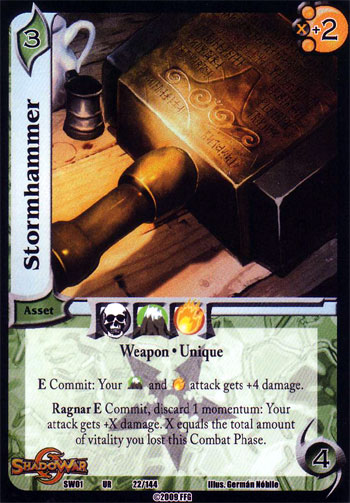 3
X +2
Stormhammer
Asset
Weapon • Unique
E Commit: Your and attack gets +4 damage.
Ragnar E Commit, discard 1 momentum: Your
attack gets +X damage. X equals the total amount
of vitality you lost this Combat Phase.
4
SHADOWAR
SW01 UR 22/144 Illus. Germán Nóbile
©2009 FFG